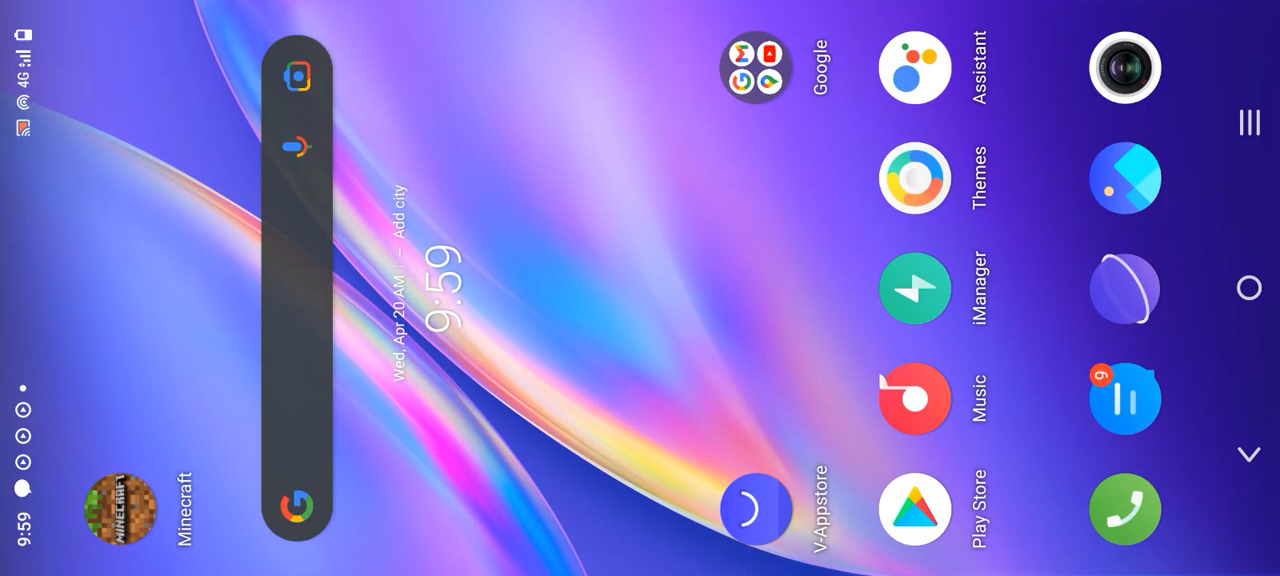 9:59
4G
Minecraft
Wed, Apr 20 AM | – Add city
9:59
V-Appstore
Google
Play Store
Music
iManager
Themes
Assistant
9
MINECRAFT